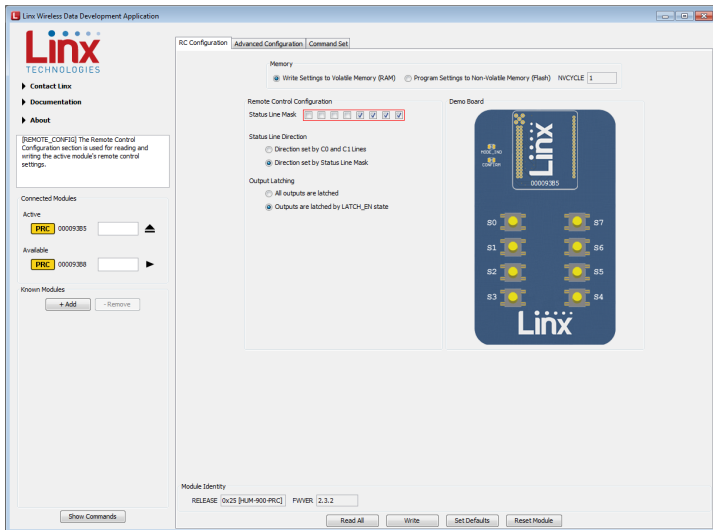 Linx Wireless Data Development Application
Linx
TECHNOLOGIES
Contact Linx
Documentation
About
[REMOTE_CONFIG] The Remote Control
Configuration section is used for reading and
writing the active module's remote control
settings.
Connected Modules
Active
PRC 000093B5
Available
PRC 000093B8
Known Modules
+ Add - Remove
Show Commands
RC Configuration Advanced Configuration Command Set
Memory
Write Settings to Volatile Memory (RAM) Program Settings to Non-Volatile Memory (Flash) NVCYCLE 1
Remote Control Configuration
Status Line Mask
Status Line Direction
Direction set by C0 and C1 Lines
Direction set by Status Line Mask
Output Latching
All outputs are latched
Outputs are latched by LATCH_EN state
Demo Board
MODE_IND
CONFIRM
Linx
000093B5
S0 S7
S1 S6
S2 S5
S3 S4
Linx
Module Identity
RELEASE 0x25 [HUM-900-PRC] FWVER 2.3.2
Read All Write Set Defaults Reset Module